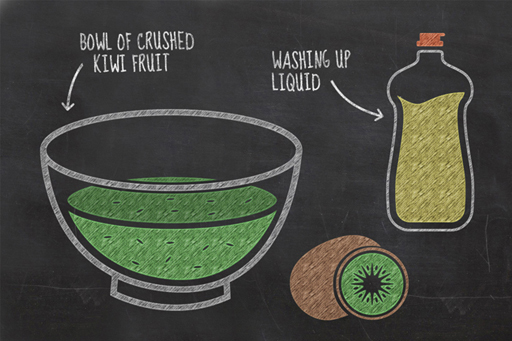 BOWL OF CRUSHED
KIWI FRUIT
WASHING UP
LIQUID